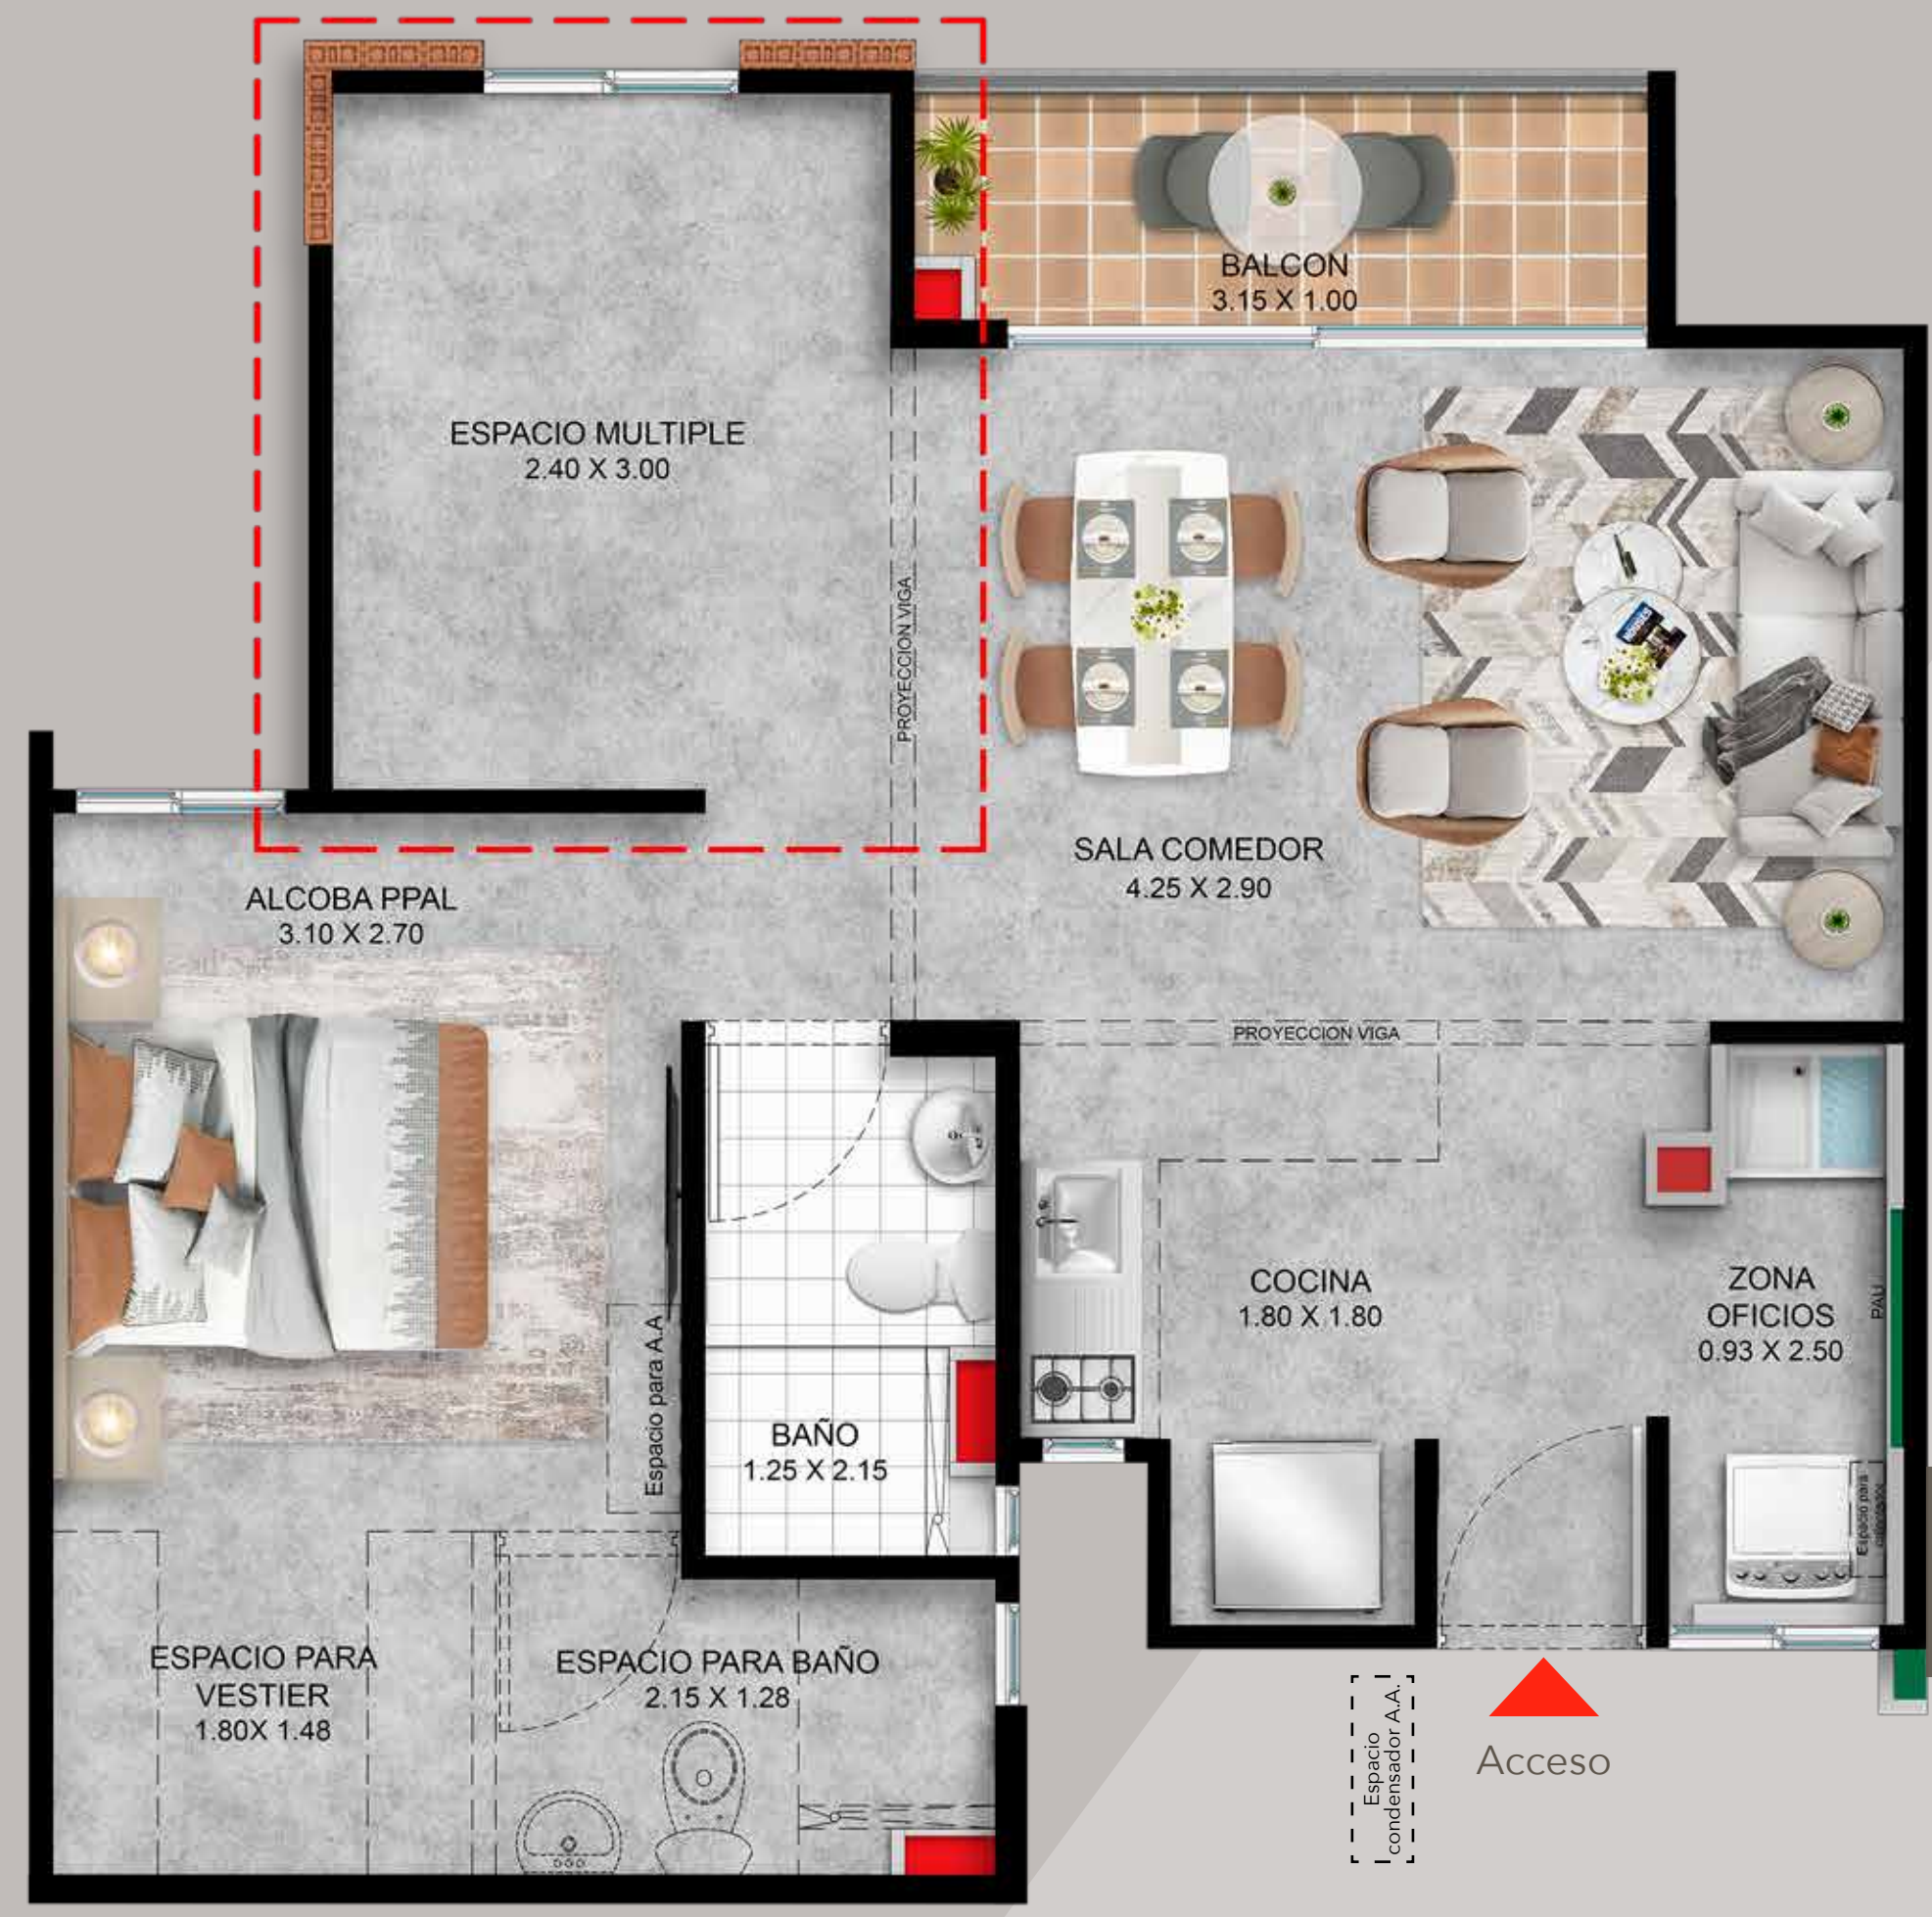 BALCON
3.15 X 1.00
ESPACIO MULTIPLE
2.40 X 3.00
PROYECCION VIGA
SALA COMEDOR
4.25 X 2.90
ALCOBA PPAL
3.10 X 2.70
PROYECCION VIGA
COCINA
1.80 X 1.80
ZONA
OFICIOS
0.93 X 2.50
PAU
Espacio para A.A
BAÑO
1.25 X 2.15
Espacio para
ESPACIO PARA
VESTIER
1.80X 1.48
ESPACIO PARA BAÑO
2.15 X 1.28
Espacio
condensador A.A.
Acceso